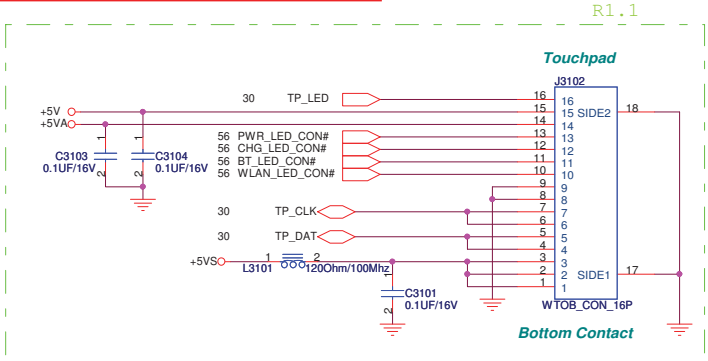 R1.1
Touchpad
J3102
30 TP_LED 16 16
+5V 15 15 SIDE2 18
+5VA 14 14
56 PWR_LED_CON# 13 13
56 CHG_LED_CON# 12 12
56 BT_LED_CON# 11 11
56 WLAN_LED_CON# 10 10
1 1
C3103 C3104
0.1UF/16V 0.1UF/16V
2 2
9 9
8 8
30 TP_CLK 7 7
6 6
30 TP_DAT 5 5
4 4
+5VS 1 2 3 3
L3101 120Ohm/100Mhz
2 2 SIDE1 17
1 1
1
C3101
0.1UF/16V
2
WTOB_CON_16P
Bottom Contact